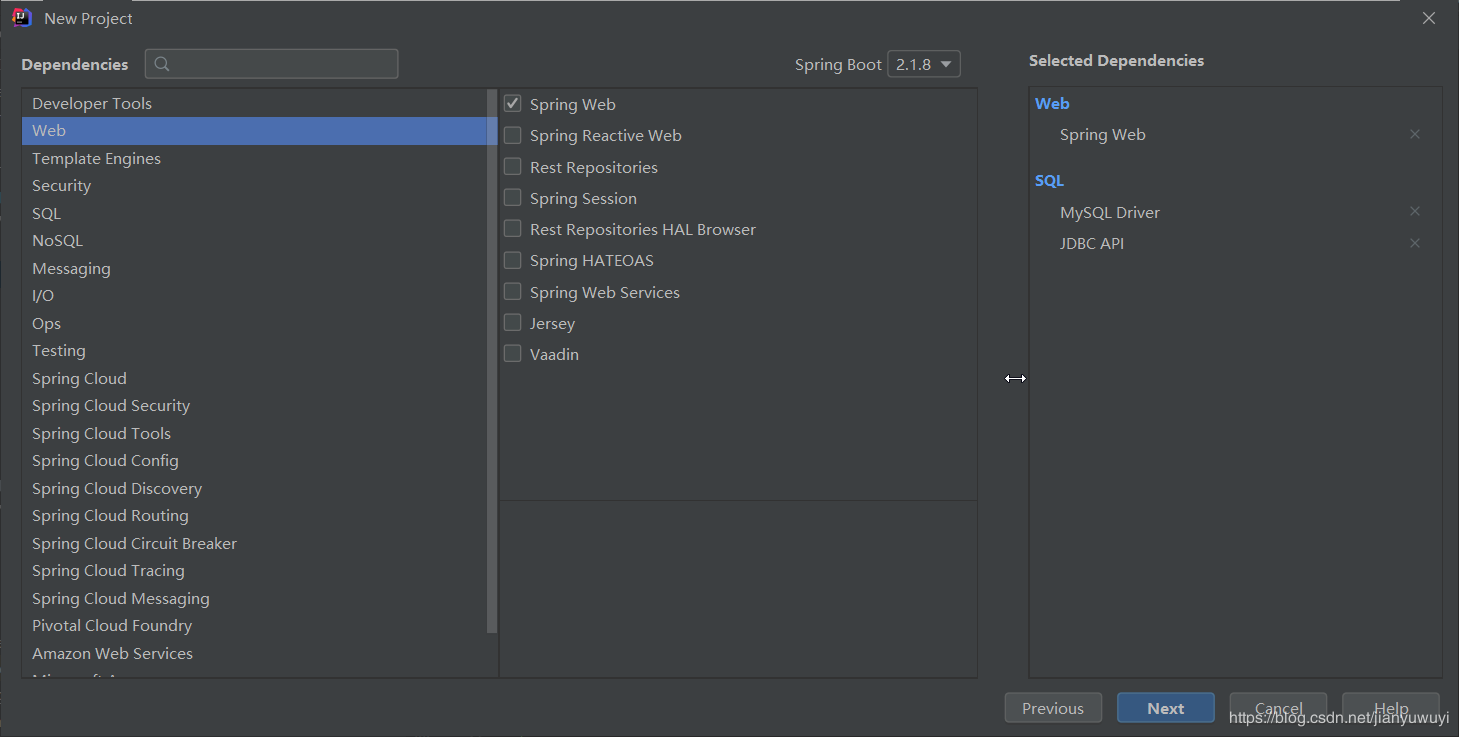 New Project
Dependencies
Spring Boot 2.1.8
Selected Dependencies
Developer Tools
Web
Template Engines
Security
SQL
NoSQL
Messaging
I/O
Ops
Testing
Spring Cloud
Spring Cloud Security
Spring Cloud Tools
Spring Cloud Config
Spring Cloud Discovery
Spring Cloud Routing
Spring Cloud Circuit Breaker
Spring Cloud Tracing
Spring Cloud Messaging
Pivotal Cloud Foundry
Amazon Web Services
Spring Web
Spring Reactive Web
Rest Repositories
Spring Session
Rest Repositories HAL Browser
Spring HATEOAS
Spring Web Services
Jersey
Vaadin
Web
Spring Web
SQL
MySQL Driver
JDBC API
Previous
Next
Cancel
Help
https://blog.csdn.net/jianyuwuyi